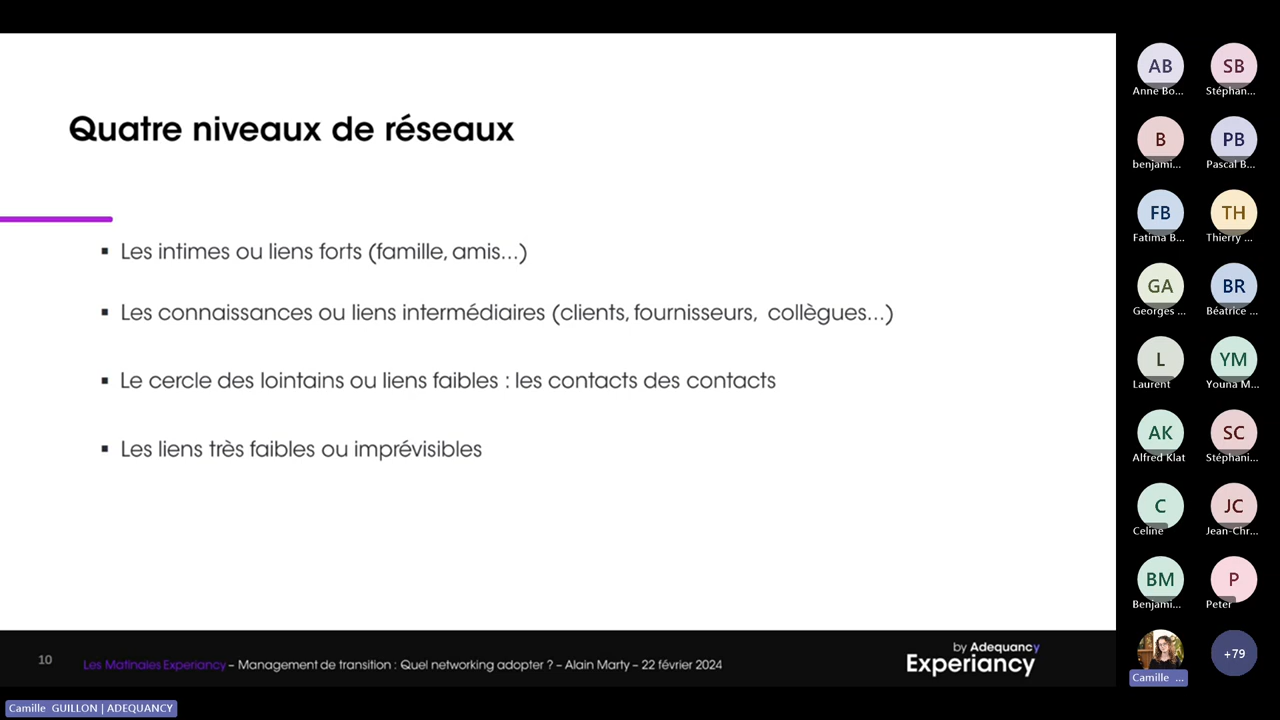 Quatre niveaux de réseaux
▪ Les intimes ou liens forts (famille, amis...)
▪ Les connaissances ou liens intermédiaires (clients, fournisseurs, collègues...)
▪ Le cercle des lointains ou liens faibles : les contacts des contacts
▪ Les liens très faibles ou imprévisibles
10
Les Matinales Experiancy – Management de transition : Quel networking adopter ? – Alain Marty – 22 février 2024
by Adequancy
Experiancy
AB
SB
Anne Bo...
Stéphan...
B
PB
benjami...
Pascal B...
FB
TH
Fatima B...
Thierry ...
GA
BR
Georges ...
Béatrice ...
L
YM
Laurent
Youna M...
AK
SC
Alfred Klat
Stéphani...
C
JC
Celine
Jean-Chr...
BM
P
Benjami...
Peter
+79
Camille ...
Camille GUILLON | ADEQUANCY